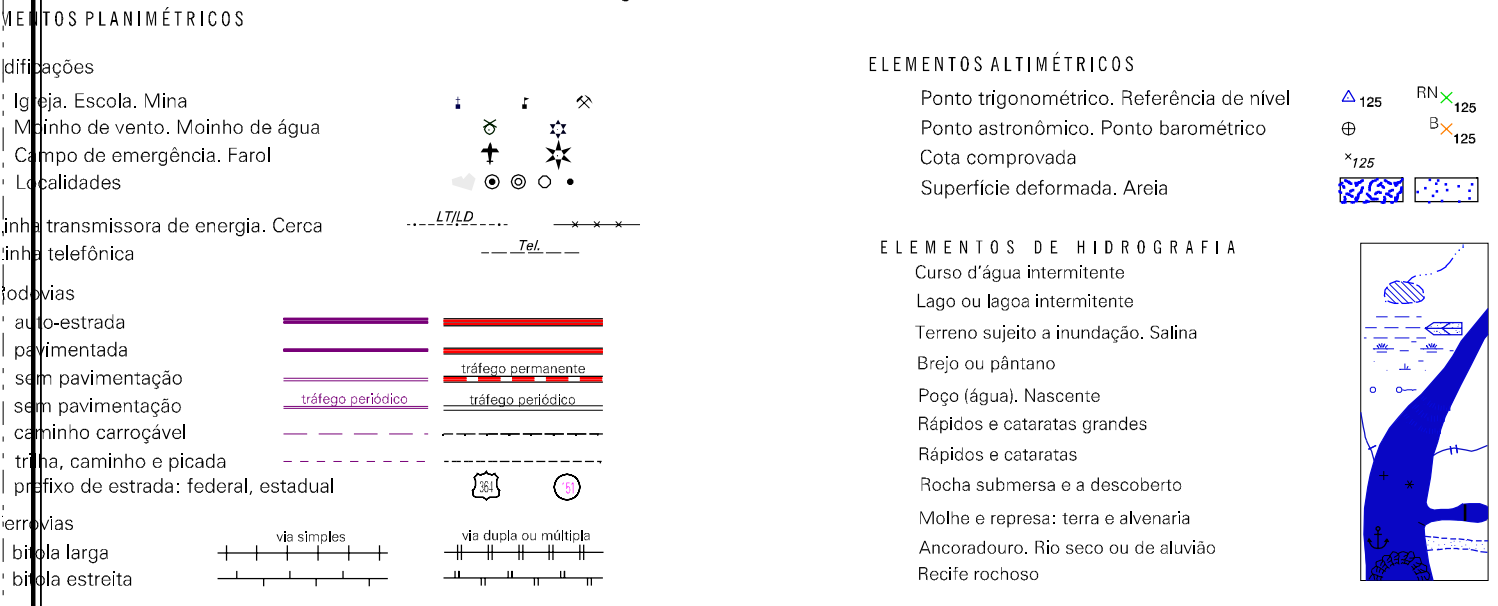 MENTOS PLANIMÉTRICOS
dificações
Igreja. Escola. Mina
Moinho de vento. Moinho de água
Campo de emergência. Farol
Localidades
inha transmissora de energia. Cerca LT/LD
inha telefônica Tel.
odovias
auto-estrada
pavimentada
sem pavimentação tráfego permanente
sem pavimentação tráfego periódico tráfego periódico
caminho carroçável
trilha, caminho e picada
prefixo de estrada: federal, estadual 364 151
errovias
via simples via dupla ou múltipla
bitola larga
bitola estreita
ELEMENTOS ALTIMÉTRICOS
Ponto trigonométrico. Referência de nível 125 RN 125
Ponto astronômico. Ponto barométrico B 125
Cota comprovada 125
Superfície deformada. Areia
ELEMENTOS DE HIDROGRAFIA
Curso d'água intermitente
Lago ou lagoa intermitente
Terreno sujeito a inundação. Salina
Brejo ou pântano
Poço (água). Nascente
Rápidos e cataratas grandes
Rápidos e cataratas
Rocha submersa e a descoberto
Molhe e represa: terra e alvenaria
Ancoradouro. Rio seco ou de aluvião
Recife rochoso